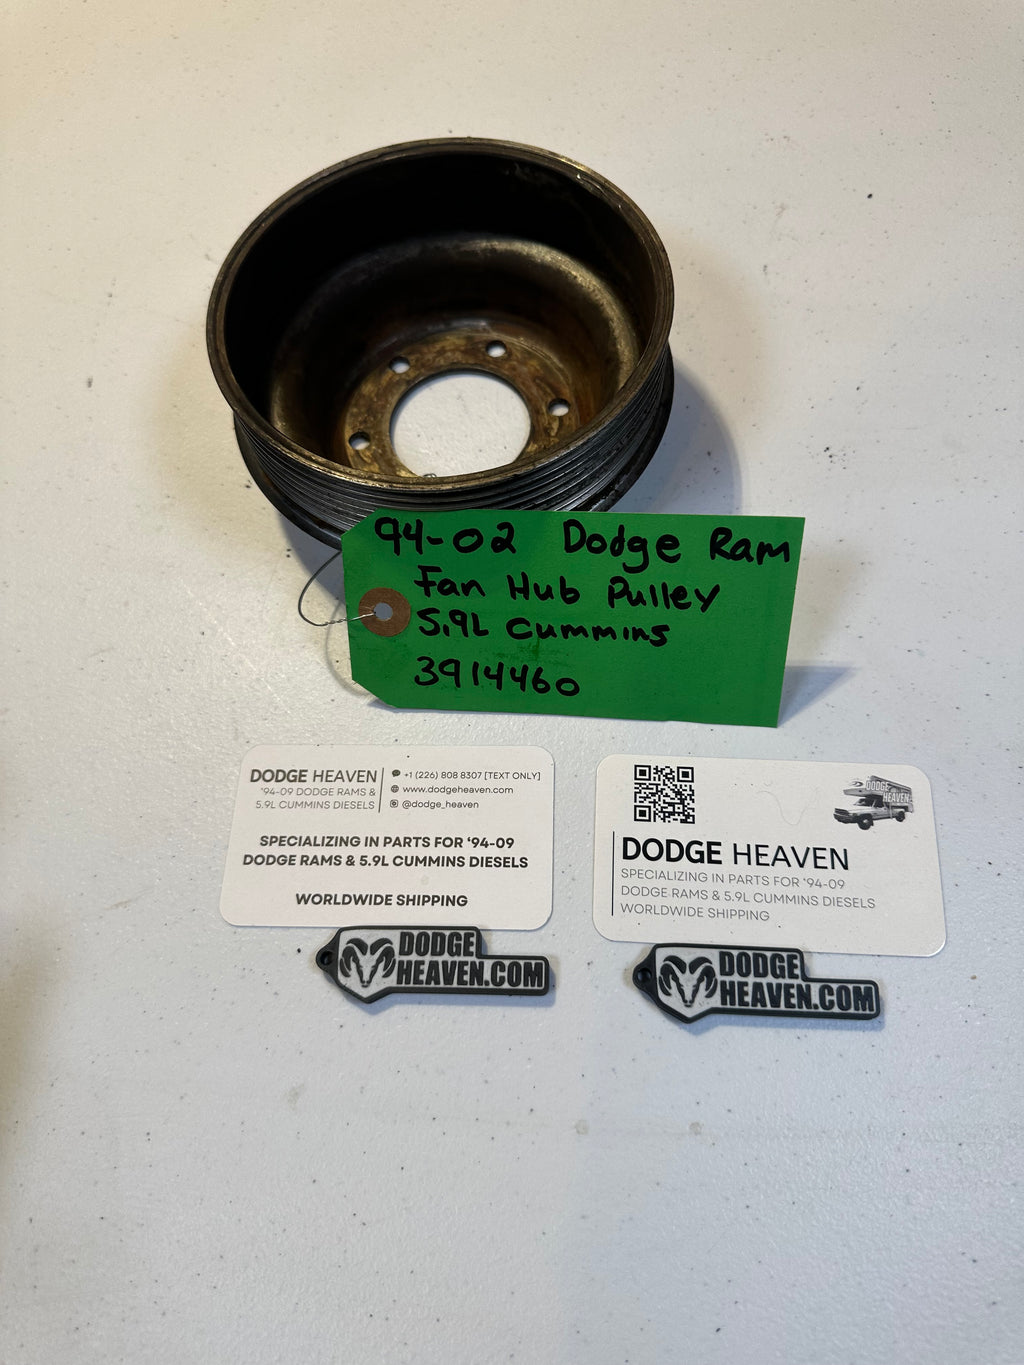 94-02 Dodge Ram
Fan Hub Pulley
5.9L Cummins
3914460
DODGE HEAVEN
'94-09 DODGE RAMS &
5.9L CUMMINS DIESELS
+1 (226) 808 8307 [TEXT ONLY]
www.dodgeheaven.com
@dodge_heaven
SPECIALIZING IN PARTS FOR '94-09
DODGE RAMS & 5.9L CUMMINS DIESELS
WORLDWIDE SHIPPING
DODGE
HEAVEN
DODGE HEAVEN
SPECIALIZING IN PARTS FOR '94-09
DODGE RAMS & 5.9L CUMMINS DIESELS
WORLDWIDE SHIPPING
DODGE
HEAVEN.COM
DODGE
HEAVEN.COM